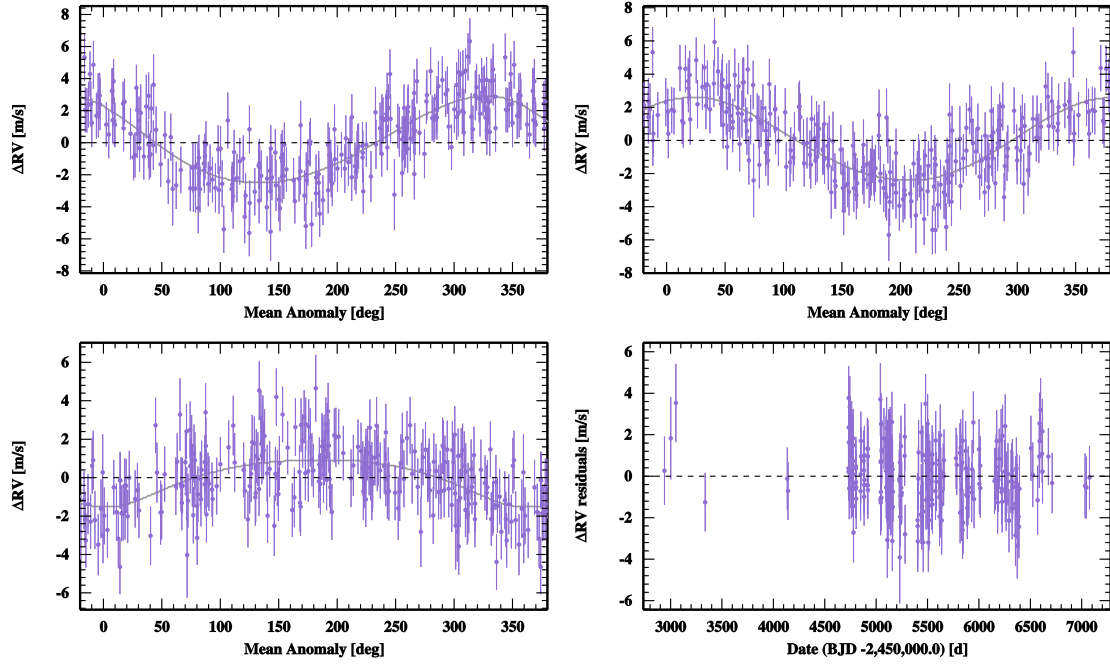 8
6
4
2
0
-2
-4
-6
-8
ΔRV [m/s]
0 50 100 150 200 250 300 350
Mean Anomaly [deg]
8
6
4
2
0
-2
-4
-6
8
ΔRV [m/s]
0 50 100 150 200 250 300 350
Mean Anomaly [deg]
6
4
2
0
-2
-4
-6
ΔRV [m/s]
0 50 100 150 200 250 300 350
Mean Anomaly [deg]
6
4
2
0
-2
-4
-6
ΔRV residuals [m/s]
3000 3500 4000 4500 5000 5500 6000 6500 7000
Date (BJD -2,450,000.0) [d]